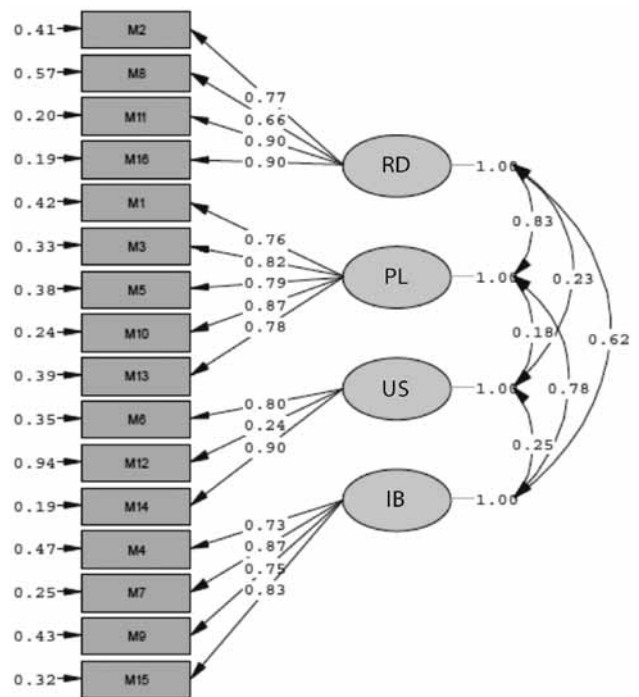 0.41 M2
0.57 M8
0.77
0.66
0.20 M11
0.90
0.19 M16
0.90
RD 1.00
0.42 M1
0.83
0.33 M3
0.76
0.82
0.38 M5
0.79
PL 1.00
0.23
0.87
0.24 M10
0.78
0.18
0.62
0.39 M13
US 1.00
0.78
0.35 M6
0.80
0.24
0.90
0.25
0.94 M12
0.19 M14
IB 1.00
0.73
0.47 M4
0.87
0.75
0.83
0.25 M7
0.43 M9
0.32 M15